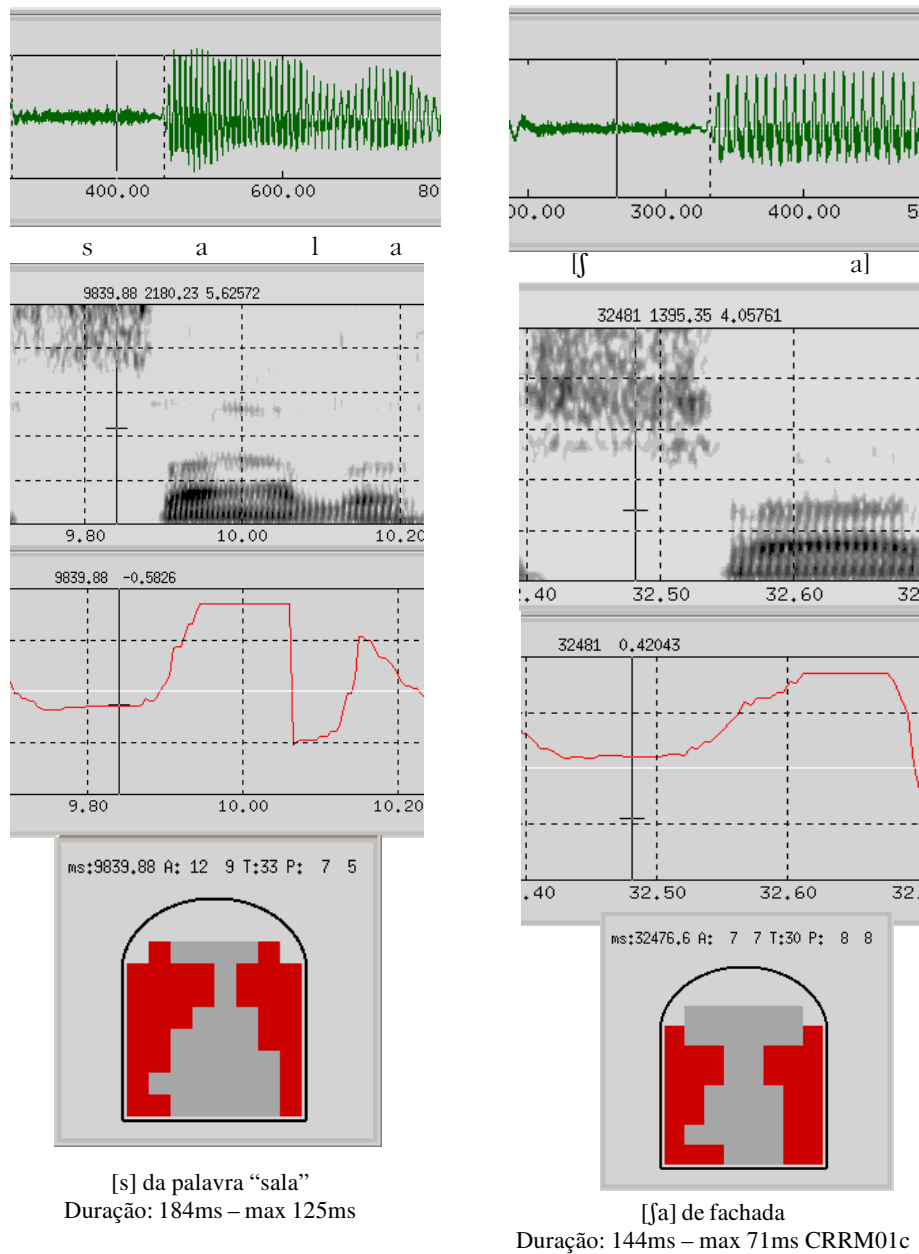 400.00 600.00 80
s a l a
9839.88 2180.23 5.62572
9.80 10.00 10.20
9839.88 -0.5826
9.80 10.00 10.20
ms:9839.88 A: 12 9 T:33 P: 7 5
[s] da palavra “sala”
Duração: 184ms – max 125ms
00.00 300.00 400.00 5
[ʃ a]
32481 1395.35 4.05761
.40 32.50 32.60 32
32481 0.42043
.40 32.50 32.60 32.
ms:32476.6 A: 7 7 T:30 P: 8 8
[ʃa] de fachada
Duração: 144ms – max 71ms CRRM01c